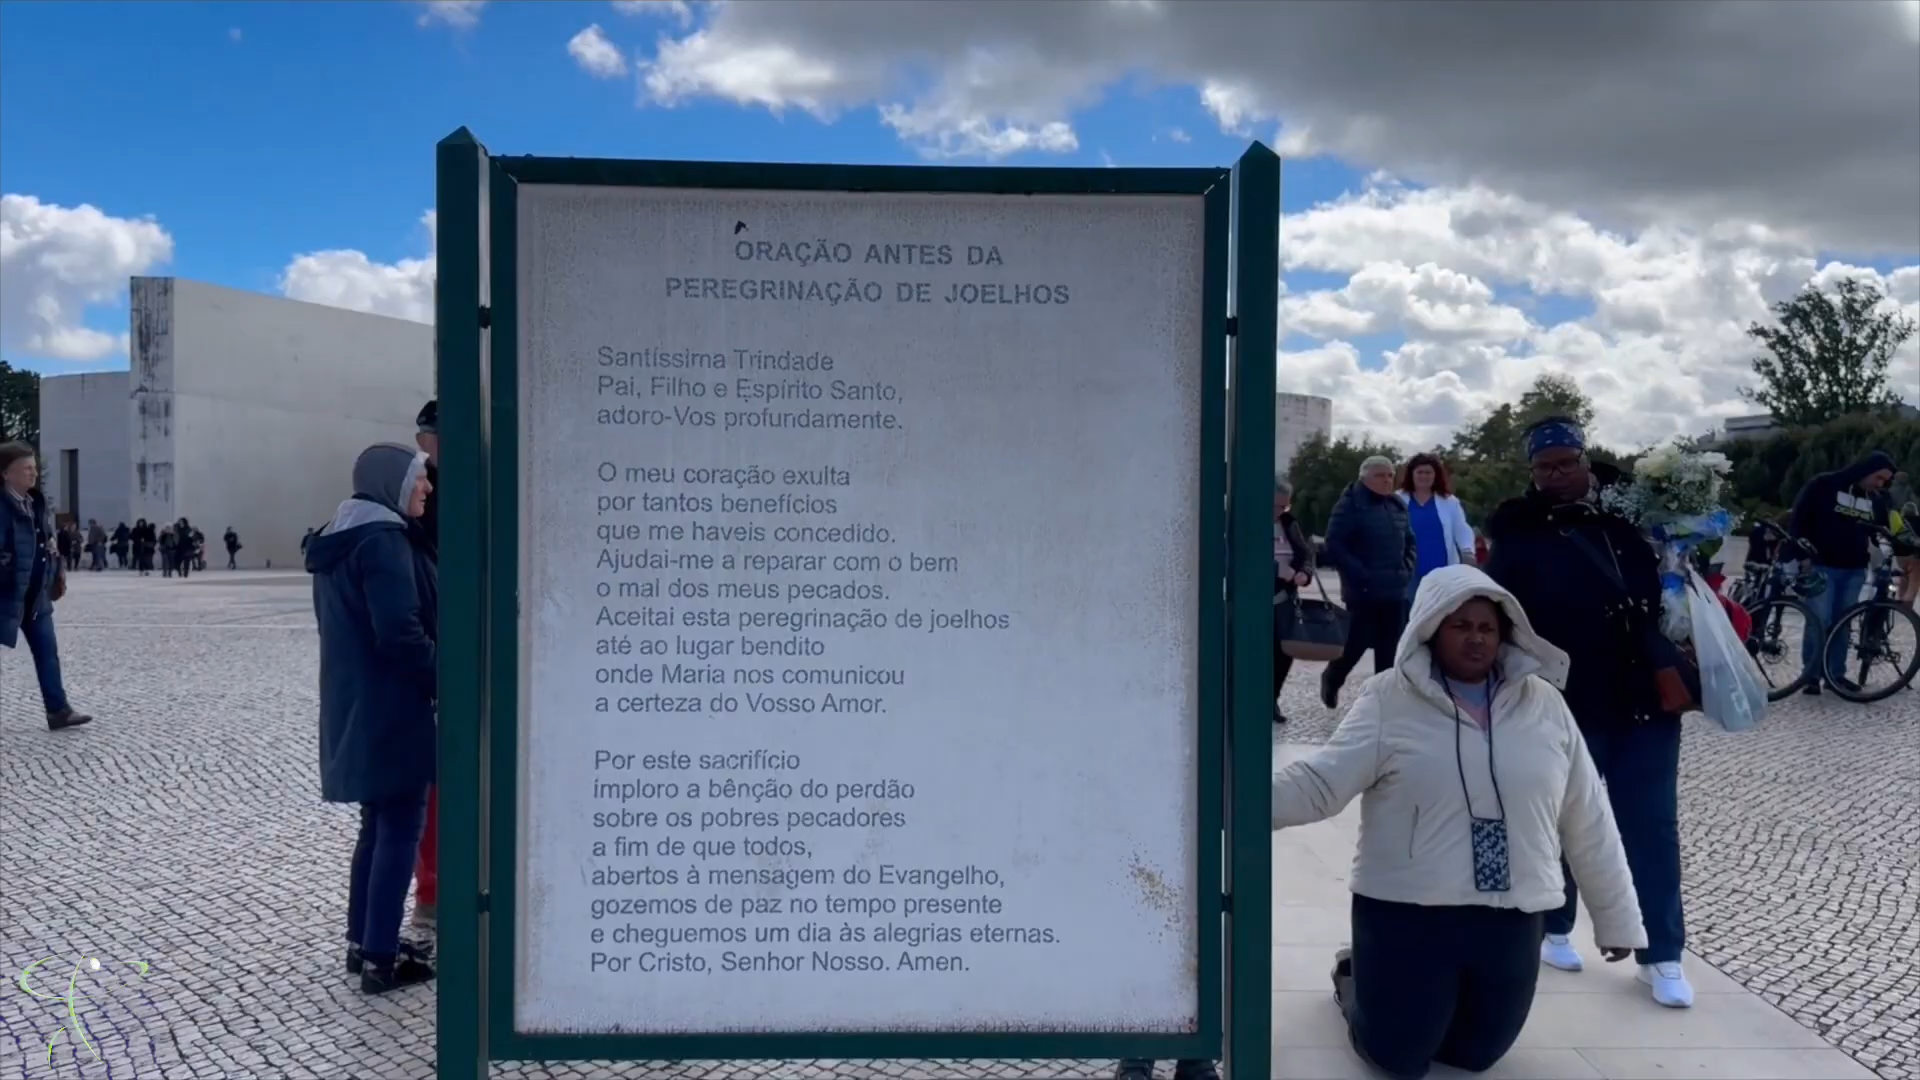 ORAÇÃO ANTES DA
PEREGRINAÇÃO DE JOELHOS
Santíssima Trindade
Pai, Filho e Espírito Santo,
adoro-Vos profundamente.
O meu coração exulta
por tantos benefícios
que me haveis concedido.
Ajudai-me a reparar com o bem
o mal dos meus pecados.
Aceitai esta peregrinação de joelhos
até ao lugar bendito
onde Maria nos comunicou
a certeza do Vosso Amor.
Por este sacrifício
imploro a bênção do perdão
sobre os pobres pecadores
a fim de que todos,
abertos à mensagem do Evangelho,
gozemos de paz no tempo presente
e cheguemos um dia às alegrias eternas.
Por Cristo, Senhor Nosso. Amen.